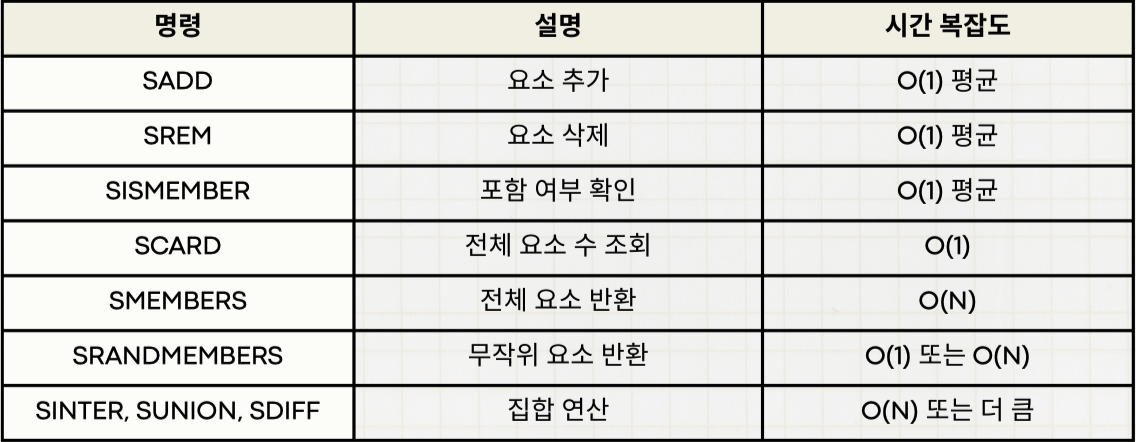 명령 설명 시간 복잡도
SADD 요소 추가 O(1) 평균
SREM 요소 삭제 O(1) 평균
SISMEMBER 포함 여부 확인 O(1) 평균
SCARD 전체 요소 수 조회 O(1)
SMEMBERS 전체 요소 반환 O(N)
SRANDMEMBERS 무작위 요소 반환 O(1) 또는 O(N)
SINTER, SUNION, SDIFF 집합 연산 O(N) 또는 더 큼